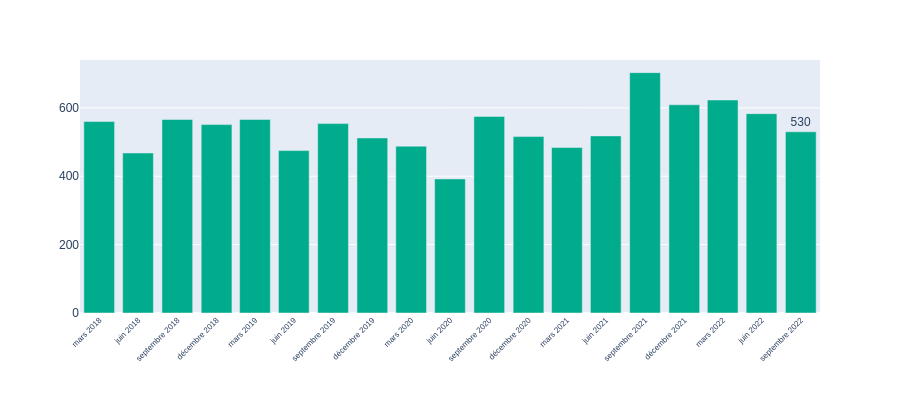 600
400
200
0
530
mars 2018
juin 2018
septembre 2018
décembre 2018
mars 2019
juin 2019
septembre 2019
décembre 2019
mars 2020
juin 2020
septembre 2020
décembre 2020
mars 2021
juin 2021
septembre 2021
décembre 2021
mars 2022
juin 2022
septembre 2022